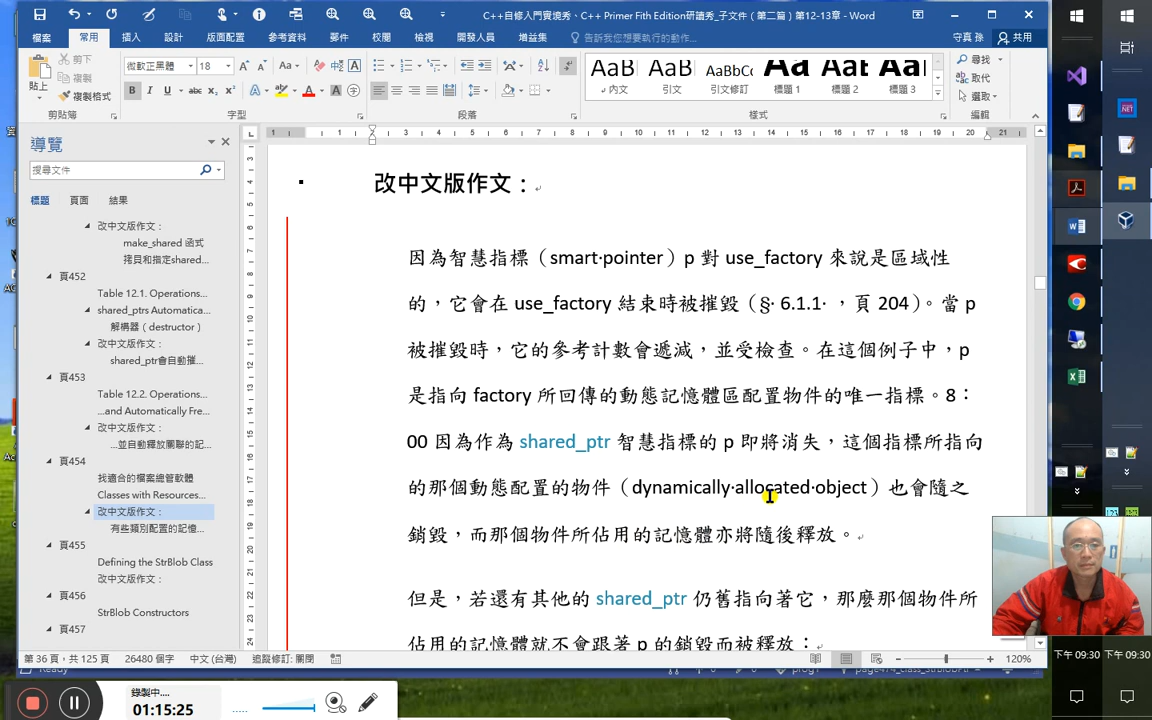 C++自修入門實境秀、C++ Primer Fith Edition研讀秀_子文件（第二篇）第12-13章 - Word
檔案 常用 插入 設計 版面配置 參考資料 郵件 校閱 檢視 開發人員 增益集 告訴我您想要執行的動作... 守真 孫 共用
貼上 剪下 複製 複製格式
微軟正黑體 18
AaB AaB AaBbCc Aa Aab AaI
內文 引文 引文修訂 標題 1 標題 2 標題 3
尋找 取代 選取
剪貼簿 字型 段落 樣式 編輯
導覽
搜尋文件
標題 頁面 結果
改中文版作文：
make_shared 函式
拷貝和指定shared...
頁452
Table 12.1. Operations...
shared_ptrs Automatica...
解構器（destructor）
改中文版作文：
shared_ptr會自動摧...
頁453
Table 12.2. Operations...
...and Automatically Fre...
改中文版作文：
...並自動釋放關聯的記...
頁454
找適合的檔案總管軟體
Classes with Resources...
改中文版作文：
有些類別配置的記憶...
頁455
Defining the StrBlob Class
改中文版作文：
頁456
StrBlob Constructors
頁457
改中文版作文：
因為智慧指標（smart·pointer）p 對 use_factory 來說是區域性
的，它會在 use_factory 結束時被摧毀（§· 6.1.1· ，頁 204）。當 p
被摧毀時，它的參考計數會遞減，並受檢查。在這個例子中，p
是指向 factory 所回傳的動態記憶體區配置物件的唯一指標。8：
00 因為作為 shared_ptr 智慧指標的 p 即將消失，這個指標所指向
的那個動態配置的物件（dynamically·allocated·object）也會隨之
銷毀，而那個物件所佔用的記憶體亦將隨後釋放。
但是，若還有其他的 shared_ptr 仍舊指向著它，那麼那個物件所
佔用的記憶體就不會跟著 p 的銷毀而被釋放：
第 36 頁，共 125 頁 26480 個字 中文 (台灣) 追蹤修訂: 關閉 120%
錄製中....
01:15:25
下午 09:30 下午 09:30